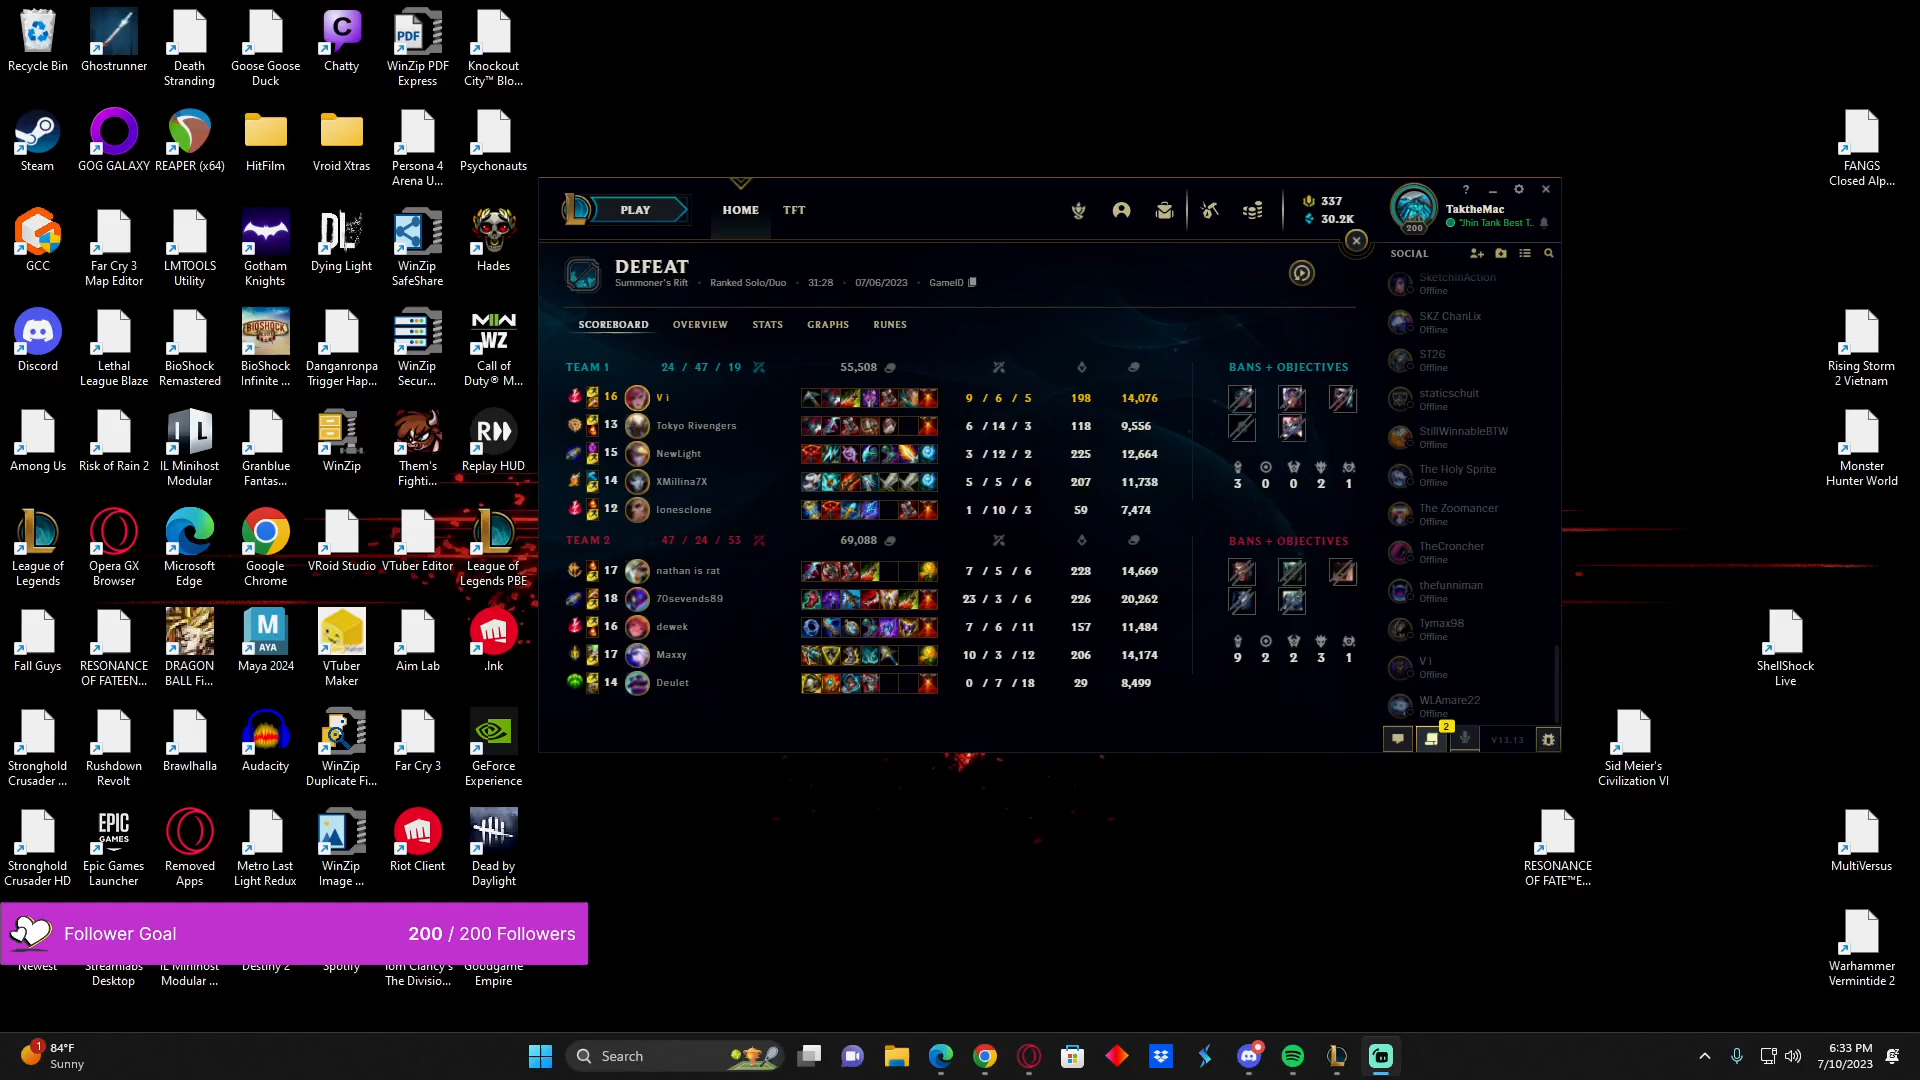 Recycle Bin
Ghostrunner
Death
Stranding
Goose Goose
Duck
Chatty
WinZip PDF
Express
Knockout
City™ Blo...
Steam
GOG GALAXY
REAPER (x64)
HitFilm
Vroid Xtras
Persona 4
Arena U...
Psychonauts
GCC
Far Cry 3
Map Editor
LMTOOLS
Utility
Gotham
Knights
Dying Light
WinZip
SafeShare
Hades
Discord
Lethal
League Blaze
BioShock
Remastered
BioShock
Infinite ...
Danganronpa
Trigger Hap...
WinZip
Secur...
Call of
Duty® M...
Among Us
Risk of Rain 2
IL Minihost
Modular
Granblue
Fantas...
WinZip
Them's
Fighti...
Replay HUD
League of
Legends
Opera GX
Browser
Microsoft
Edge
Google
Chrome
VRoid Studio
VTuber Editor
League of
Legends PBE
Fall Guys
RESONANCE
OF FATEEN...
DRAGON
BALL Fi...
Maya 2024
VTuber
Maker
Aim Lab
.lnk
Stronghold
Crusader ...
Rushdown
Revolt
Brawlhalla
Audacity
WinZip
Duplicate Fi...
Far Cry 3
GeForce
Experience
Stronghold
Crusader HD
Epic Games
Launcher
Removed
Apps
Metro Last
Light Redux
WinZip
Image ...
Riot Client
Dead by
Daylight
Follower Goal 200 / 200 Followers
Newest
Streamlabs
Desktop
IL Minihost
Modular ...
Destiny 2
Spotify
Tom Clancy's
The Divisio...
Goodgame
Empire
PLAY HOME TFT
337
30.2K
200
TaktheMac
"Jhin Tank Best T..
DEFEAT
Summoner's Rift • Ranked Solo/Duo • 31:28 • 07/06/2023 • GameID
SCOREBOARD OVERVIEW STATS GRAPHS RUNES
TEAM 1 24 / 47 / 19 55,508 BANS + OBJECTIVES
16 V ì 9 / 6 / 5 198 14,076
13 Tokyo Rivengers 6 / 14 / 3 118 9,556
15 NewLight 3 / 12 / 2 225 12,664
14 XMillina7X 5 / 5 / 6 207 11,738
12 lonesclone 1 / 10 / 3 59 7,474
3 0 0 2 1
TEAM 2 47 / 24 / 53 69,088 BANS + OBJECTIVES
17 nathan is rat 7 / 5 / 6 228 14,669
18 70sevends89 23 / 3 / 6 226 20,262
16 dewek 7 / 6 / 11 157 11,484
17 Maxxy 10 / 3 / 12 206 14,174
14 Deulet 0 / 7 / 18 29 8,499
9 2 2 3 1
SOCIAL
SketchInAction
Offline
SKZ ChanLix
Offline
ST26
Offline
staticschuit
Offline
StillWinnableBTW
Offline
The Holy Sprite
Offline
The Zoomancer
Offline
TheCroncher
Offline
thefunniman
Offline
Tymax98
Offline
V ì
Offline
WLAmare22
Offline
2
V13.13
FANGS
Closed Alp...
Rising Storm
2 Vietnam
Monster
Hunter World
ShellShock
Live
Sid Meier's
Civilization VI
RESONANCE
OF FATE™E...
MultiVersus
Warhammer
Vermintide 2
1
84°F
Sunny
Search
6:33 PM
7/10/2023